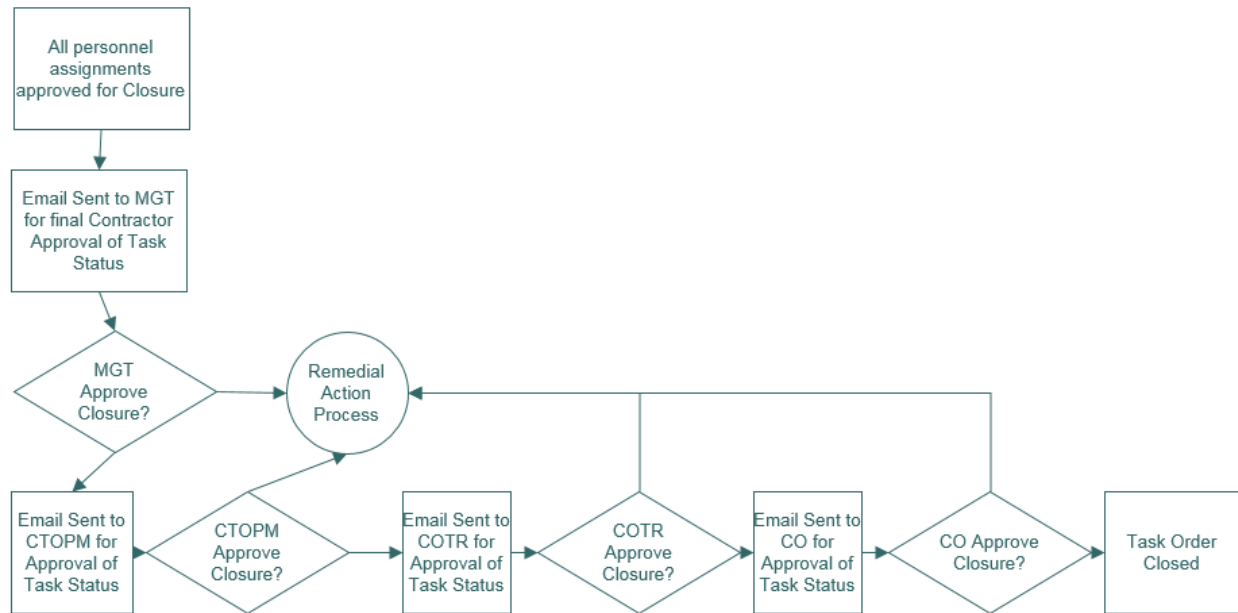 All personnel
assignments
approved for Closure
Email Sent to MGT
for final Contractor
Approval of Task
Status
MGT
Approve
Closure?
Remedial
Action
Process
Email Sent to
CTOPM for
Approval of
Task Status
CTOPM
Approve
Closure?
Email Sent to
COTR for
Approval of
Task Status
COTR
Approve
Closure?
Email Sent to
CO for
Approval of
Task Status
CO Approve
Closure?
Task Order
Closed